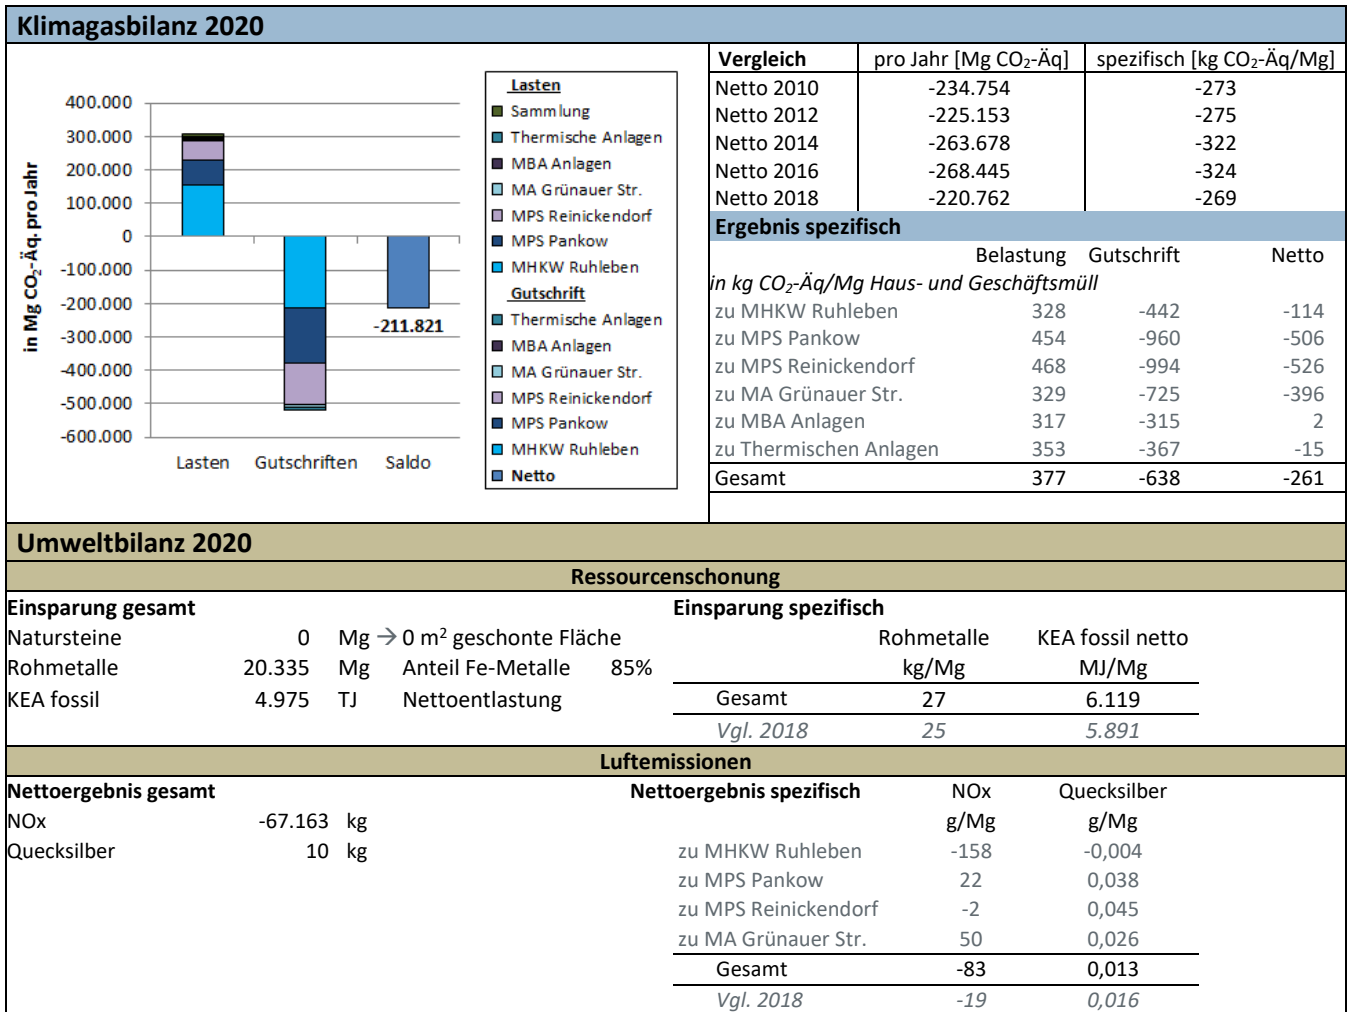 Klimagasbilanz 2020
400.000
300.000
200.000
100.000
0
-100.000
-200.000
-300.000
-400.000
-500.000
-600.000
in Mg CO₂-Äq. pro Jahr
Lasten Gutschriften Saldo
-211.821
Lasten
Sammlung
Thermische Anlagen
MBA Anlagen
MA Grünauer Str.
MPS Reinickendorf
MPS Pankow
MHKW Ruhleben
Gutschrift
Thermische Anlagen
MBA Anlagen
MA Grünauer Str.
MPS Reinickendorf
MPS Pankow
MHKW Ruhleben
Netto
Vergleich pro Jahr [Mg CO₂-Äq] spezifisch [kg CO₂-Äq/Mg]
Netto 2010 -234.754 -273
Netto 2012 -225.153 -275
Netto 2014 -263.678 -322
Netto 2016 -268.445 -324
Netto 2018 -220.762 -269
Ergebnis spezifisch
Belastung Gutschrift Netto
in kg CO₂-Äq/Mg Haus- und Geschäftsmüll
zu MHKW Ruhleben 328 -442 -114
zu MPS Pankow 454 -960 -506
zu MPS Reinickendorf 468 -994 -526
zu MA Grünauer Str. 329 -725 -396
zu MBA Anlagen 317 -315 2
zu Thermischen Anlagen 353 -367 -15
Gesamt 377 -638 -261
Umweltbilanz 2020
Ressourcenschonung
Einsparung gesamt
Natursteine 0 Mg → 0 m² geschonte Fläche
Rohmetalle 20.335 Mg Anteil Fe-Metalle 85%
KEA fossil 4.975 TJ Nettoentlastung
Einsparung spezifisch
Rohmetalle KEA fossil netto
kg/Mg MJ/Mg
Gesamt 27 6.119
Vgl. 2018 25 5.891
Luftemissionen
Nettoergebnis gesamt
NOx -67.163 kg
Quecksilber 10 kg
Nettoergebnis spezifisch NOx Quecksilber
g/Mg g/Mg
zu MHKW Ruhleben -158 -0,004
zu MPS Pankow 22 0,038
zu MPS Reinickendorf -2 0,045
zu MA Grünauer Str. 50 0,026
Gesamt -83 0,013
Vgl. 2018 -19 0,016